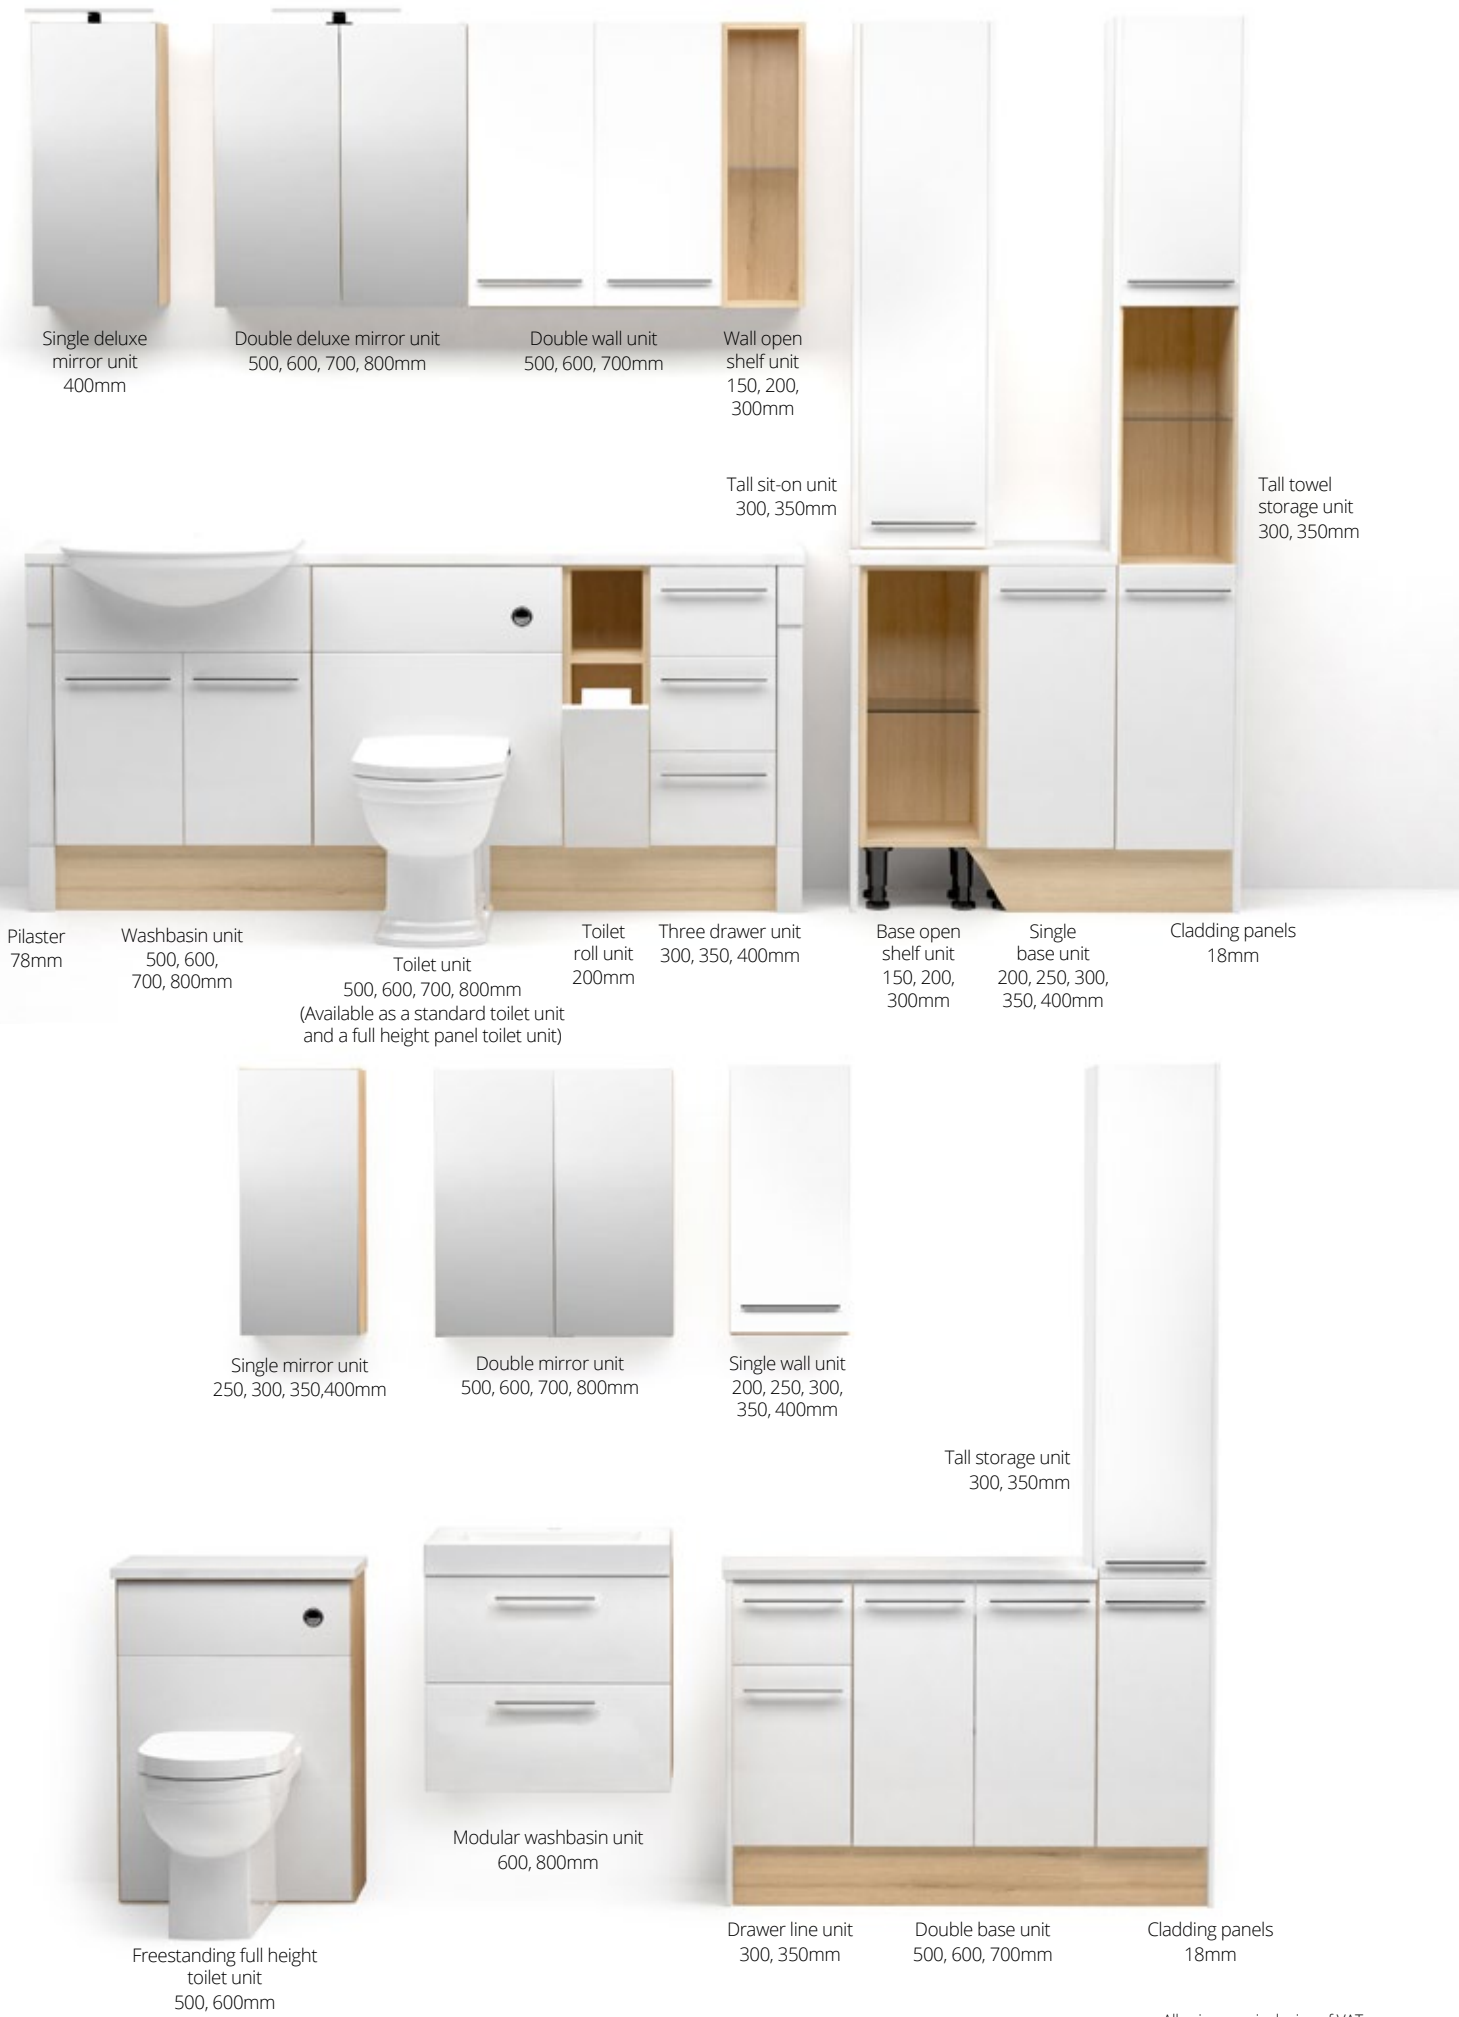 Single deluxe
mirror unit
400mm
Double deluxe mirror unit
500, 600, 700, 800mm
Double wall unit
500, 600, 700mm
Wall open
shelf unit
150, 200,
300mm
Tall sit-on unit
300, 350mm
Tall towel
storage unit
300, 350mm
Pilaster
78mm
Washbasin unit
500, 600,
700, 800mm
Toilet unit
500, 600, 700, 800mm
(Available as a standard toilet unit
and a full height panel toilet unit)
Toilet
roll unit
200mm
Three drawer unit
300, 350, 400mm
Base open
shelf unit
150, 200,
300mm
Single
base unit
200, 250, 300,
350, 400mm
Cladding panels
18mm
Single mirror unit
250, 300, 350,400mm
Double mirror unit
500, 600, 700, 800mm
Single wall unit
200, 250, 300,
350, 400mm
Tall storage unit
300, 350mm
Freestanding full height
toilet unit
500, 600mm
Modular washbasin unit
600, 800mm
Drawer line unit
300, 350mm
Double base unit
500, 600, 700mm
Cladding panels
18mm